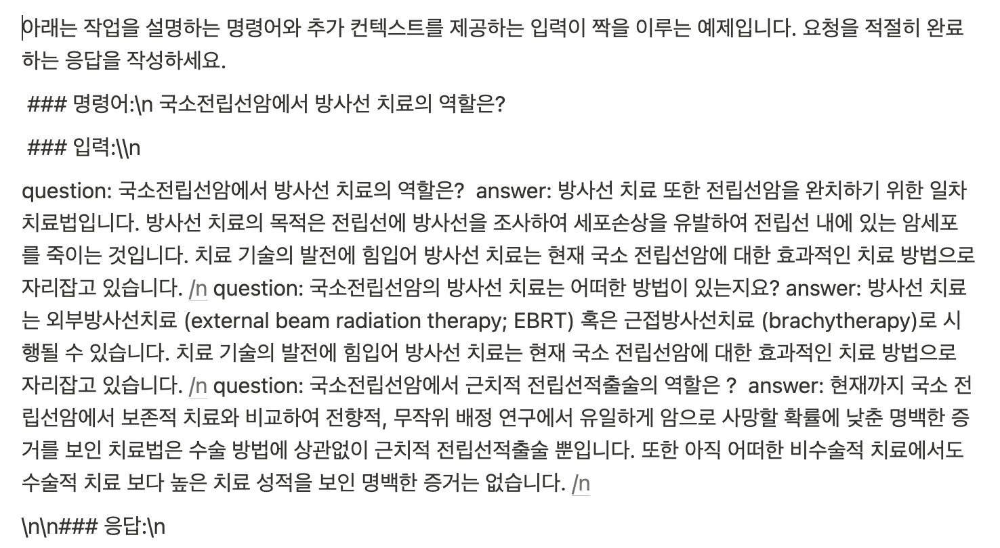 아래는 작업을 설명하는 명령어와 추가 컨텍스트를 제공하는 입력이 짝을 이루는 예제입니다. 요청을 적절히 완료
하는 응답을 작성하세요.
### 명령어:\n 국소전립선암에서 방사선 치료의 역할은?
### 입력:\\n
question: 국소전립선암에서 방사선 치료의 역할은?  answer: 방사선 치료 또한 전립선암을 완치하기 위한 일차
치료법입니다. 방사선 치료의 목적은 전립선에 방사선을 조사하여 세포손상을 유발하여 전립선 내에 있는 암세포
를 죽이는 것입니다. 치료 기술의 발전에 힘입어 방사선 치료는 현재 국소 전립선암에 대한 효과적인 치료 방법으로
자리잡고 있습니다. /n question: 국소전립선암의 방사선 치료는 어떠한 방법이 있는지요? answer: 방사선 치료
는 외부방사선치료 (external beam radiation therapy; EBRT) 혹은 근접방사선치료 (brachytherapy)로 시
행될 수 있습니다. 치료 기술의 발전에 힘입어 방사선 치료는 현재 국소 전립선암에 대한 효과적인 치료 방법으로
자리잡고 있습니다. /n question: 국소전립선암에서 근치적 전립선적출술의 역할은 ?  answer: 현재까지 국소 전
립선암에서 보존적 치료와 비교하여 전향적, 무작위 배정 연구에서 유일하게 암으로 사망할 확률에 낮춘 명백한 증
거를 보인 치료법은 수술 방법에 상관없이 근치적 전립선적출술 뿐입니다. 또한 아직 어떠한 비수술적 치료에서도
수술적 치료 보다 높은 치료 성적을 보인 명백한 증거는 없습니다. /n
\n\n### 응답:\n